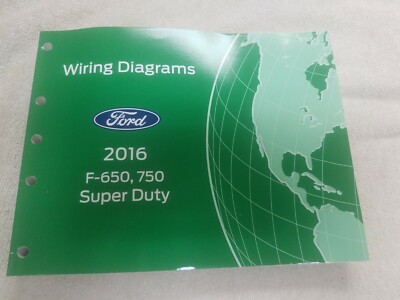 Wiring Diagrams
Ford
2016
F-650, 750
Super Duty